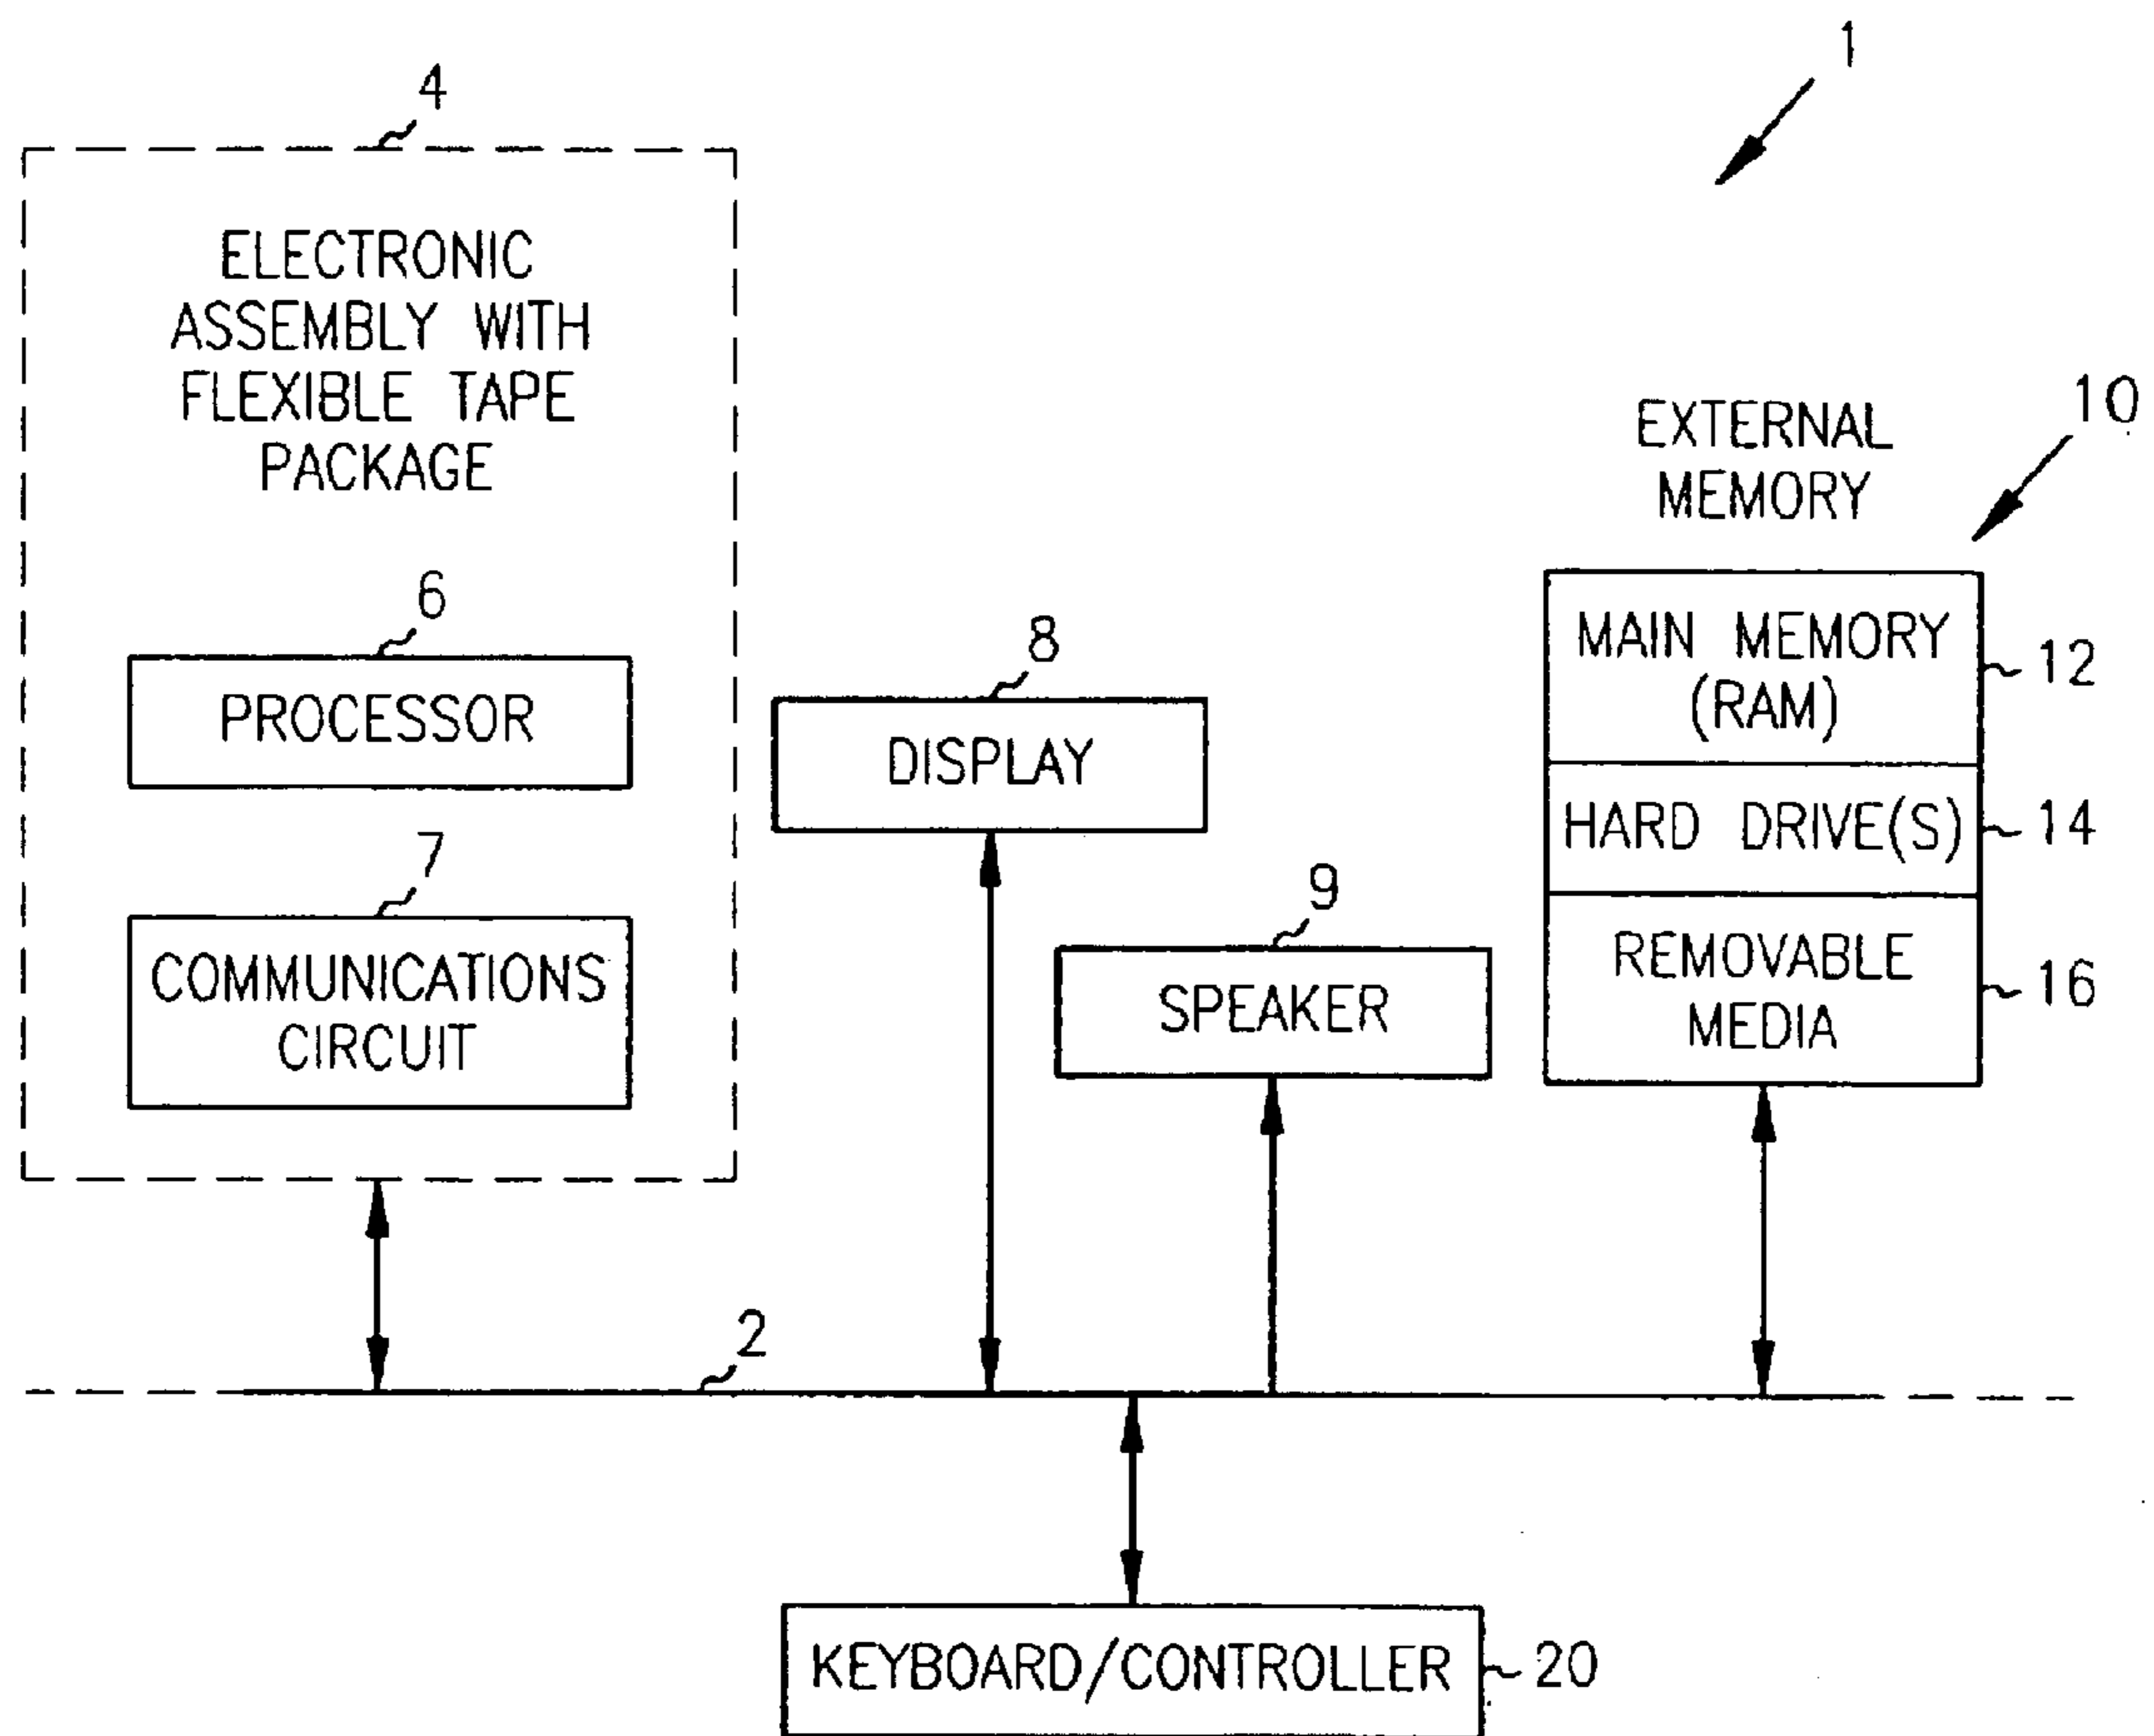 1
4
ELECTRONIC
ASSEMBLY WITH
FLEXIBLE TAPE
PACKAGE
6
PROCESSOR
7
COMMUNICATIONS
CIRCUIT
8
DISPLAY
9
SPEAKER
EXTERNAL
MEMORY
10
MAIN MEMORY
(RAM)
12
HARD DRIVE(S)
14
REMOVABLE
MEDIA
16
2
KEYBOARD/CONTROLLER
20